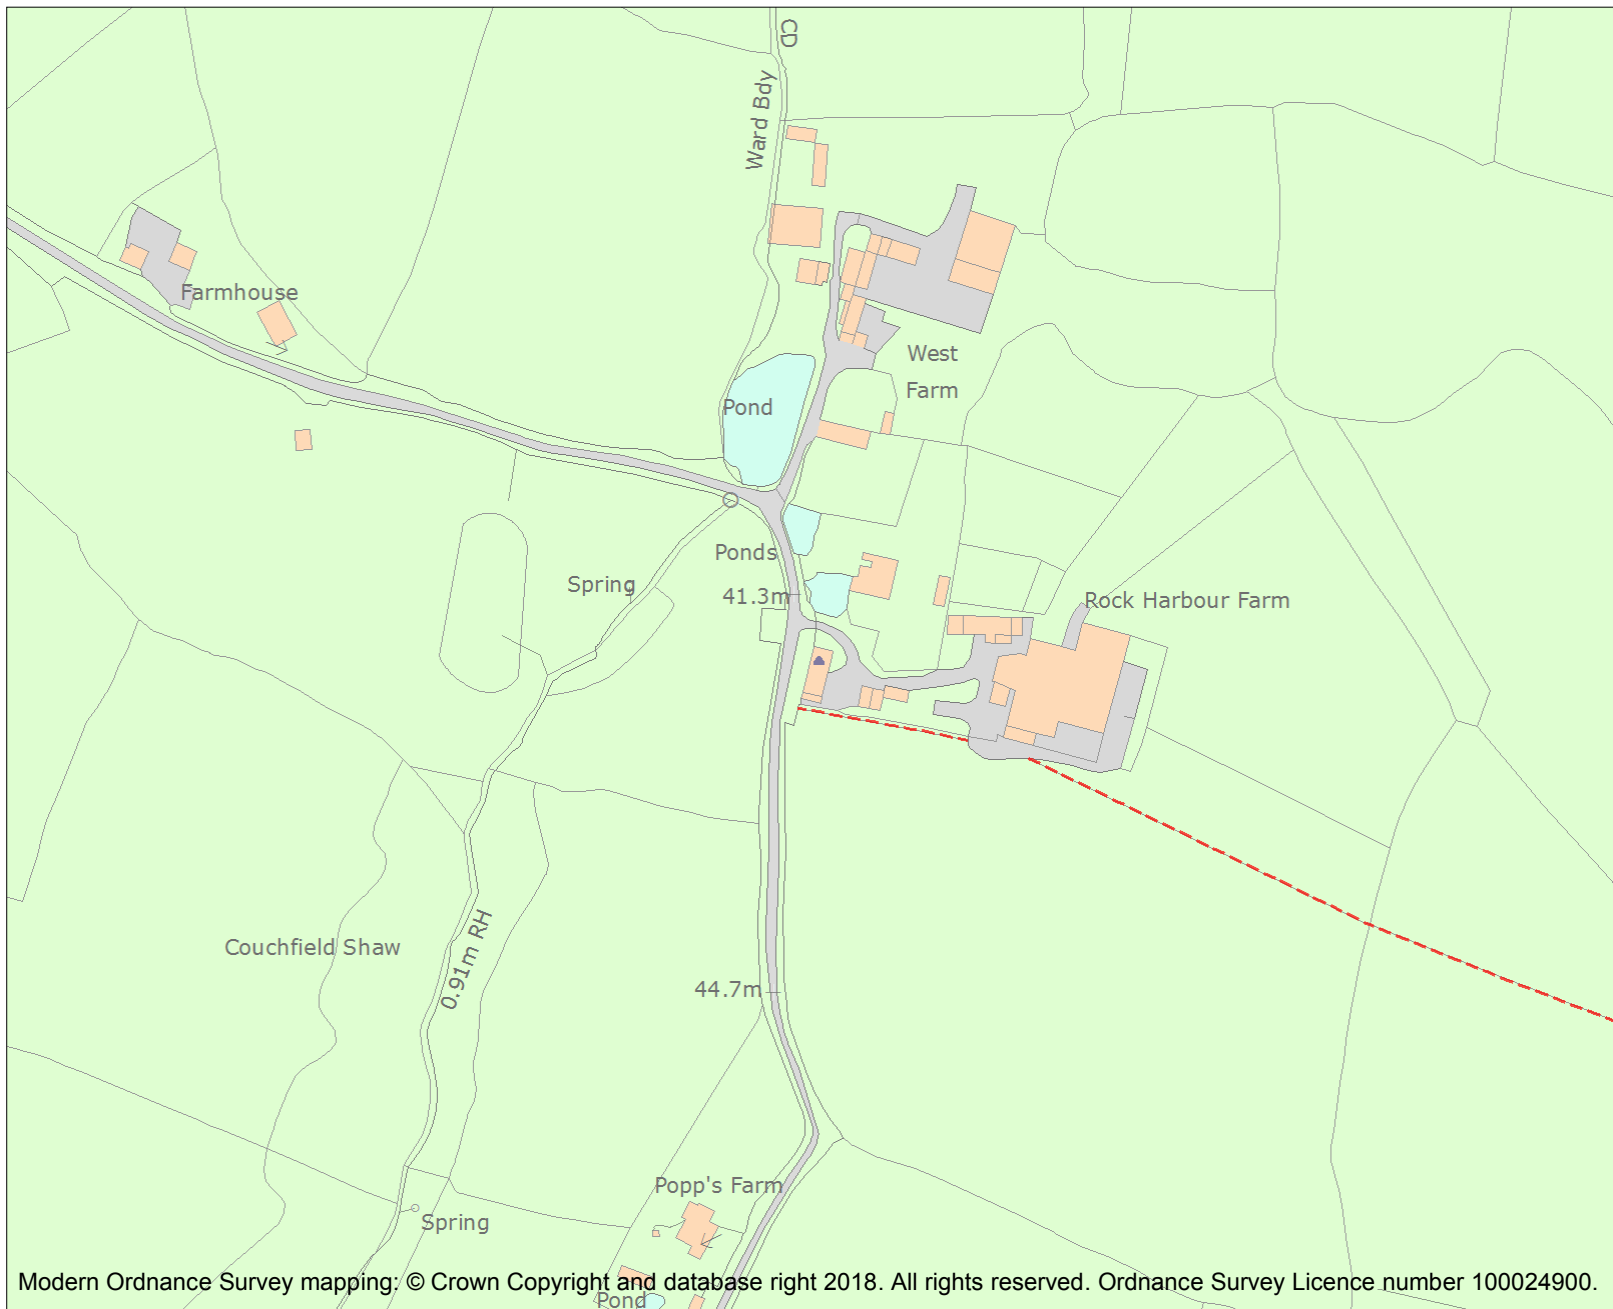 CD
Ward Bdy
Farmhouse
West
Farm
Pond
Ponds
Spring
41.3m
Rock Harbour Farm
Couchfield Shaw
0.91m RH
44.7m
Popp's Farm
Spring
Modern Ordnance Survey mapping: © Crown Copyright and database right 2018. All rights reserved. Ordnance Survey Licence number 100024900.
Pond